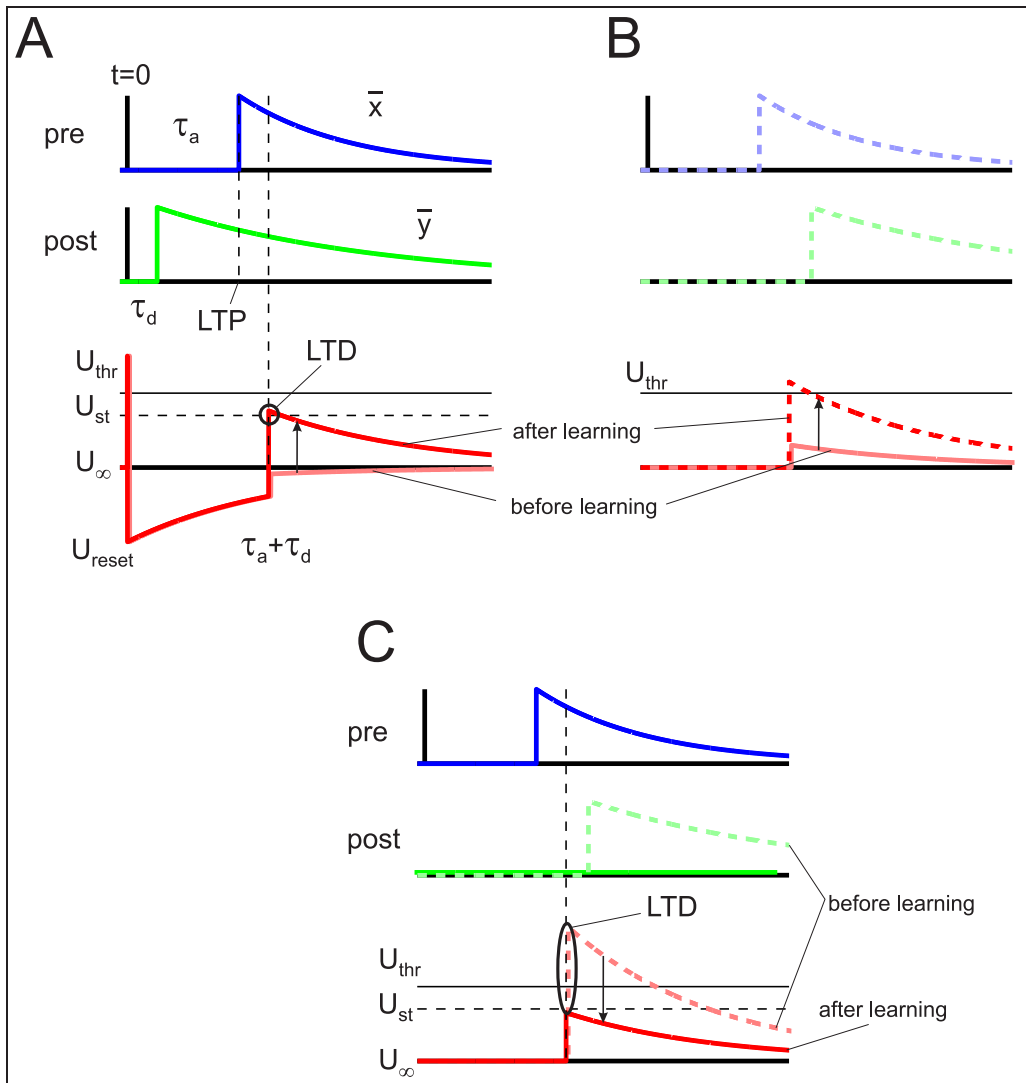 A
t=0
pre
τa
x̄
post
ȳ
τd
LTP
LTD
Uthr
Ust
U∞
Ureset
τa+τd
after learning
before learning
B
Uthr
C
pre
post
before learning
LTD
Uthr
Ust
after learning
U∞